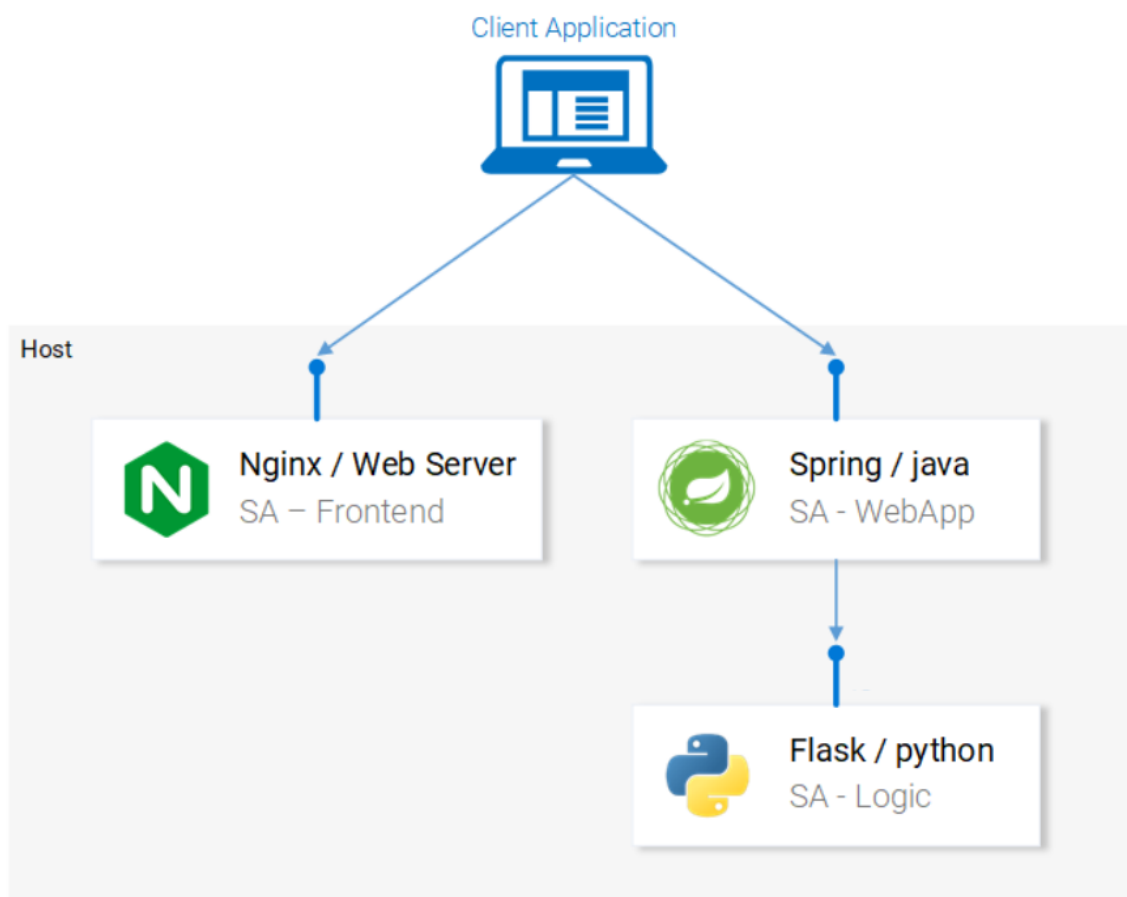 Client Application
Host
Nginx / Web Server
SA – Frontend
Spring / java
SA - WebApp
Flask / python
SA - Logic